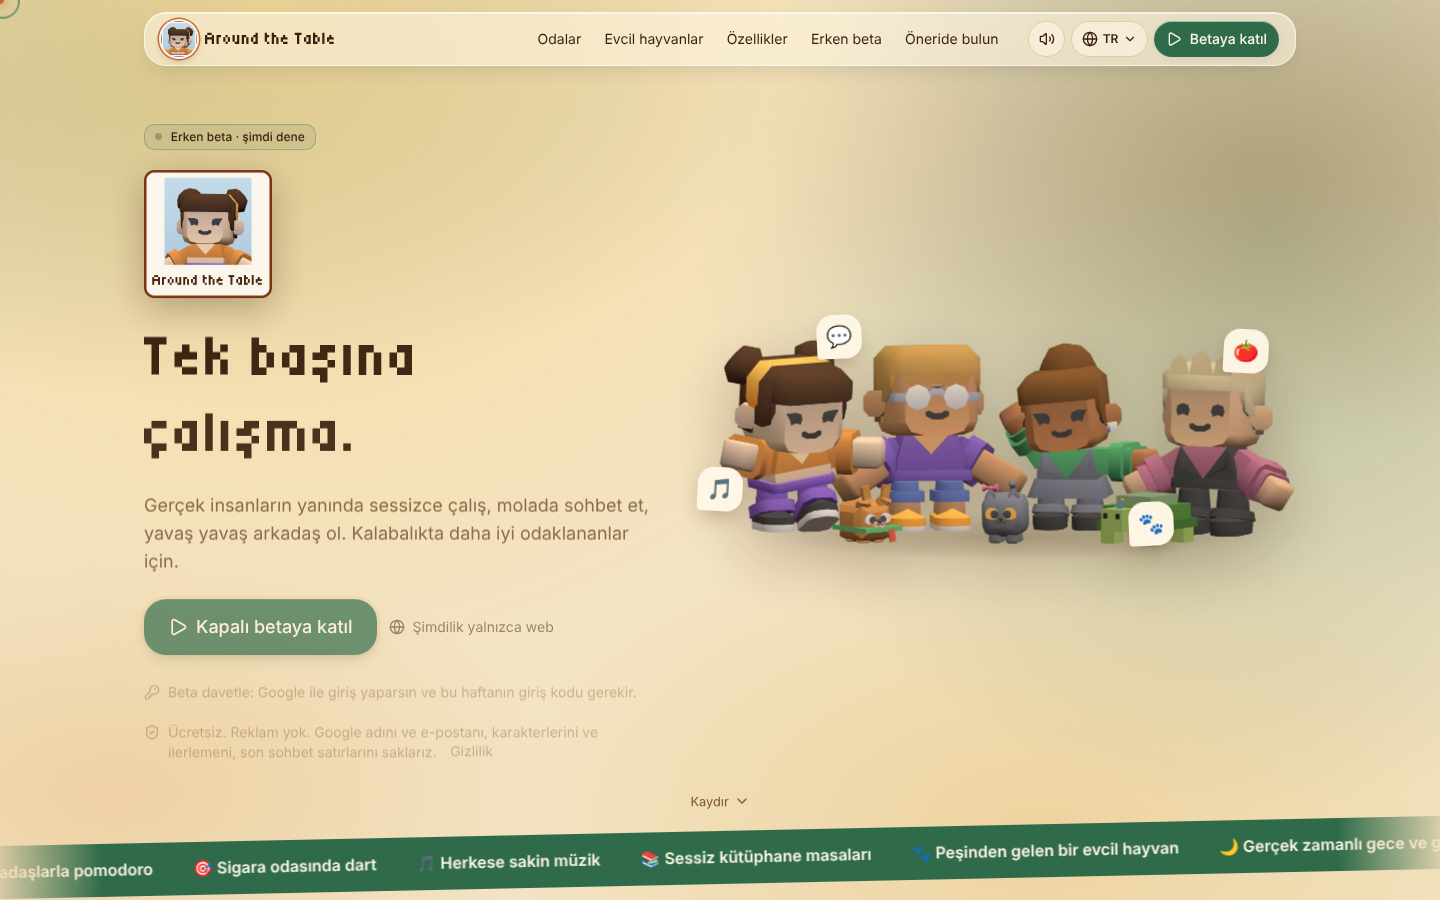 Around the Table
Odalar
Evcil hayvanlar
Özellikler
Erken beta
Öneride bulun
TR
Betaya katıl
Erken beta · şimdi dene
Around the Table
Tek başına
çalışma.
Gerçek insanların yanında sessizce çalış, molada sohbet et,
yavaş yavaş arkadaş ol. Kalabalıkta daha iyi odaklananlar
için.
Kapalı betaya katıl
Şimdilik yalnızca web
Beta davetle: Google ile giriş yaparsın ve bu haftanın giriş kodu gerekir.
Ücretsiz. Reklam yok. Google adını ve e-postanı, karakterlerini ve
ilerlemeni, son sohbet satırlarını saklarız. Gizlilik
Kaydır
adaşlarla pomodoro 🎯 Sigara odasında dart 🎵 Herkese sakin müzik 📚 Sessiz kütüphane masaları 🐾 Peşinden gelen bir evcil hayvan 🌙 Gerçek zamanlı gece ve g